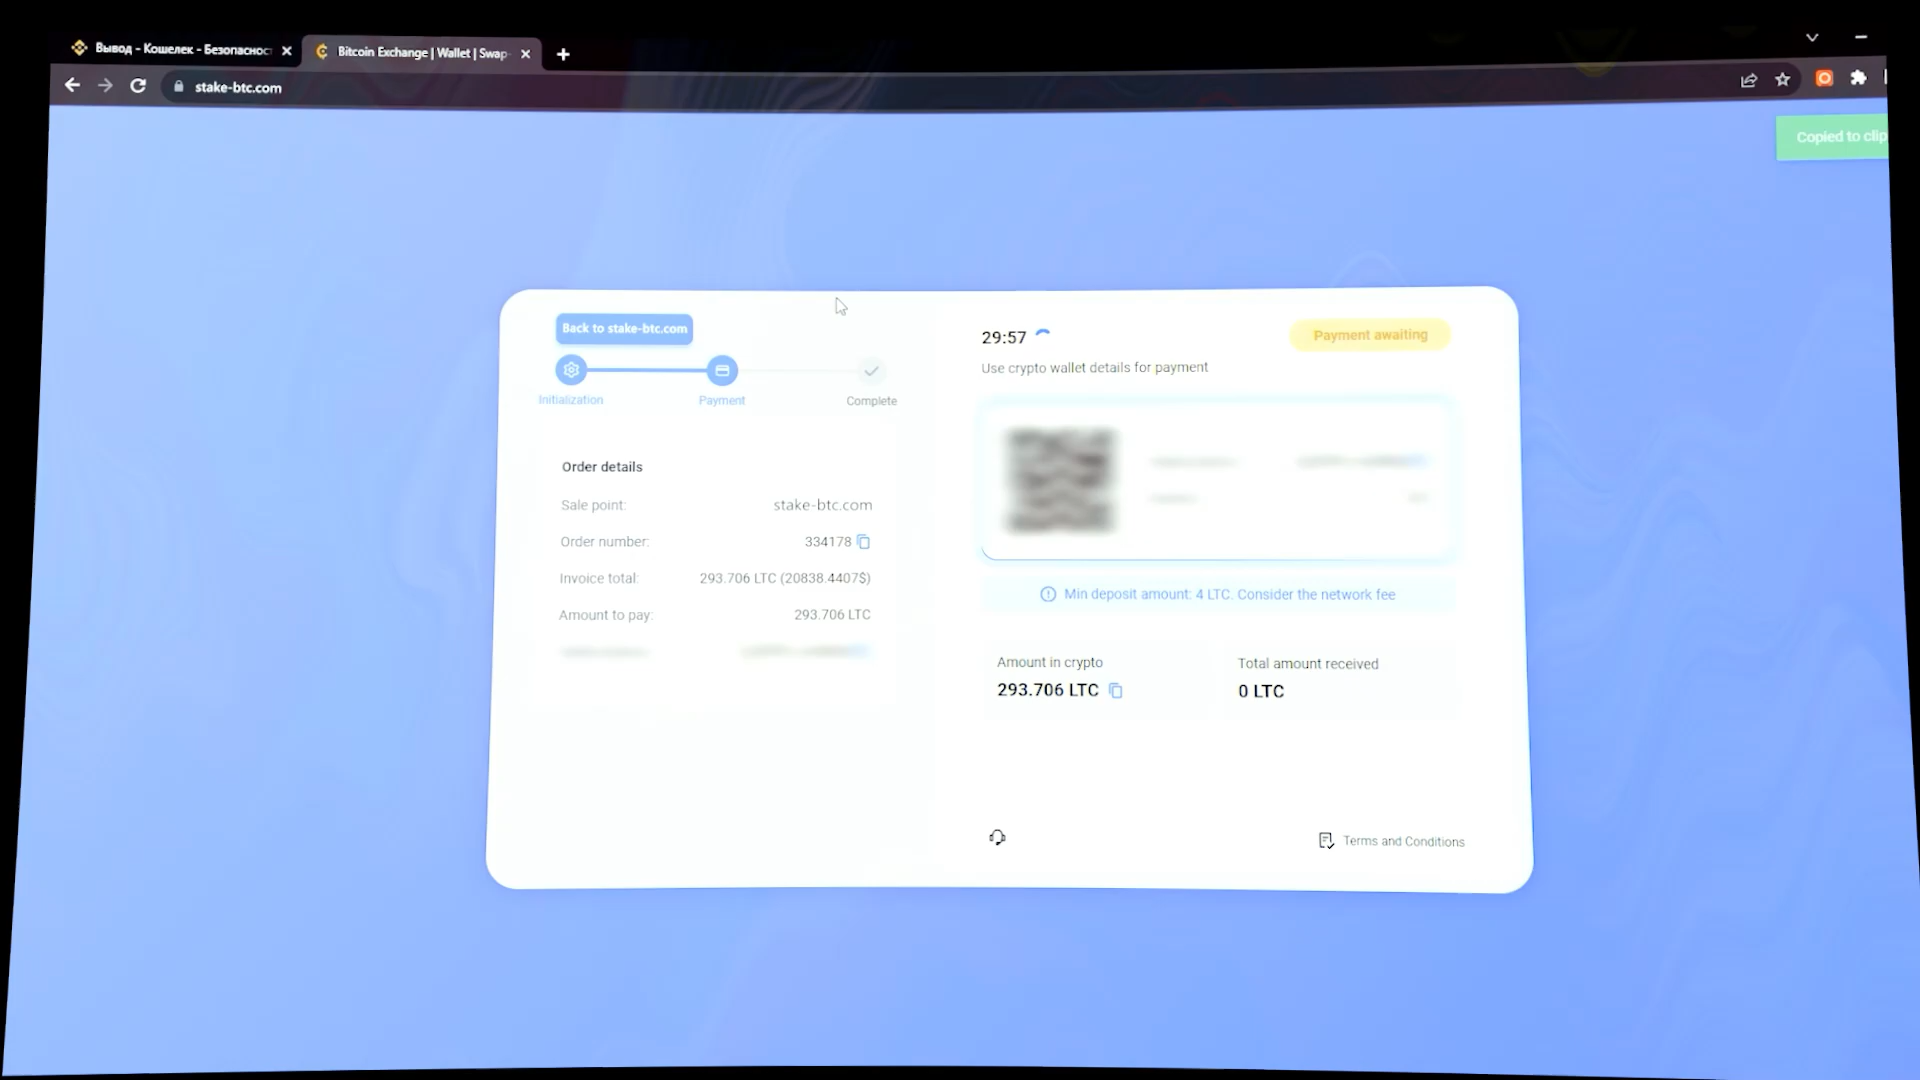 Вывод - Кошелек - Безопасност
Bitcoin Exchange | Wallet | Swap
stake-btc.com
Copied to clip
Back to stake-btc.com
29:57
Payment awaiting
Use crypto wallet details for payment
Initialization
Payment
Complete
Order details
Sale point:
stake-btc.com
Order number:
334178
Invoice total:
293.706 LTC (20838.4407$)
Amount to pay:
293.706 LTC
Min deposit amount: 4 LTC. Consider the network fee
Amount in crypto
293.706 LTC
Total amount received
0 LTC
Terms and Conditions